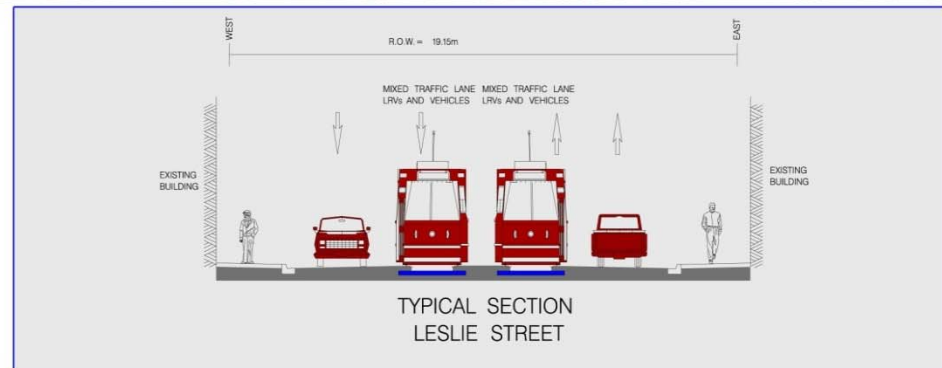 WEST
EAST
R.O.W. = 19.15m
MIXED TRAFFIC LANE
LRVs AND VEHICLES
MIXED TRAFFIC LANE
LRVs AND VEHICLES
EXISTING
BUILDING
EXISTING
BUILDING
TYPICAL SECTION
LESLIE STREET